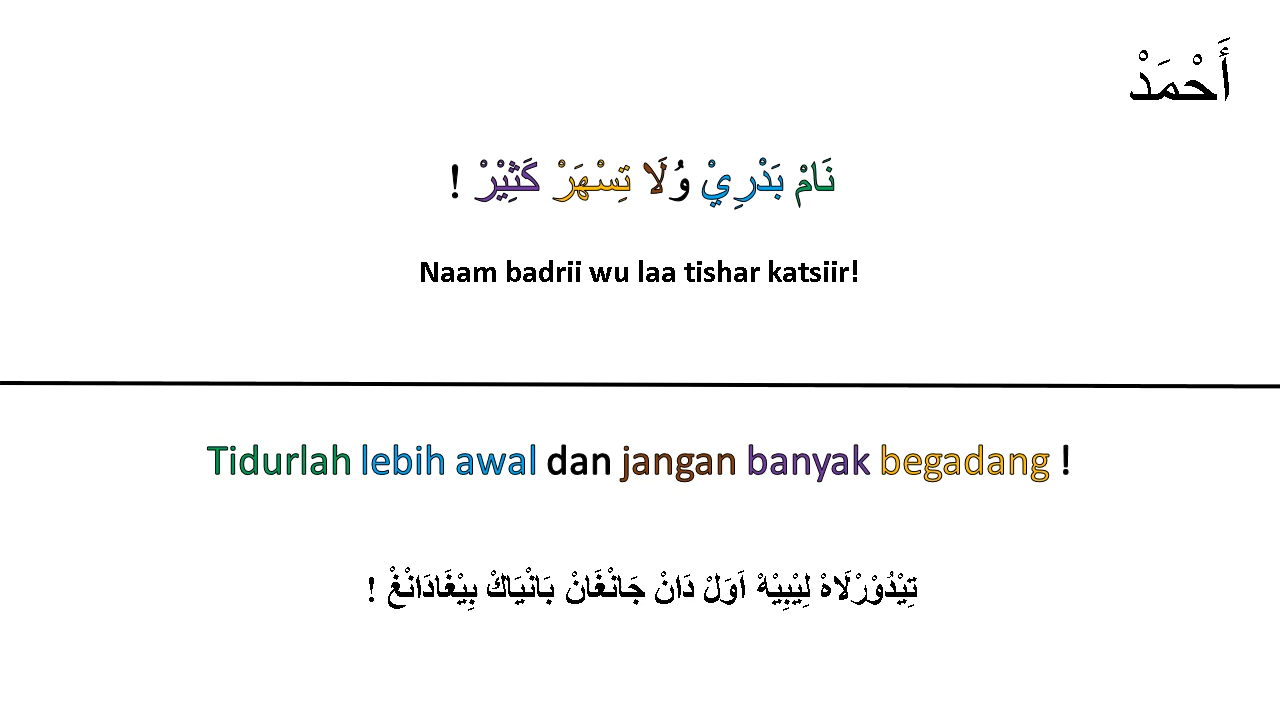 أَحْمَدْ
نَامْ بَدْرِيْ وُلَا تِسْهَرْ كَثِيْرْ !
Naam badrii wu laa tishar katsiir!
Tidurlah lebih awal dan jangan banyak begadang !
تِيْدُوْرْلَاهْ لِيْبِيْهْ اَوَلْ دَانْ جَانْغَانْ بَانْيَاكْ بِيْغَادَانْغْ !